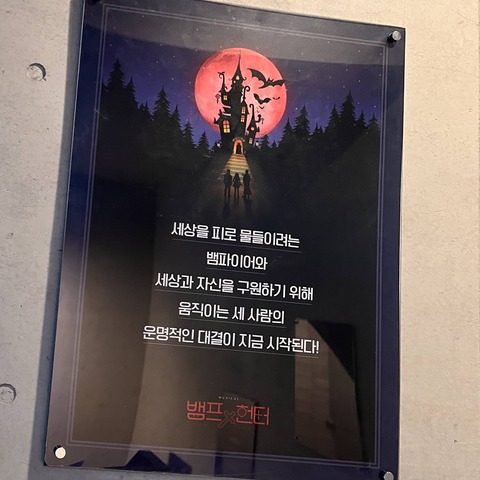 세상을 피로 물들이려는
뱀파이어와
세상과 자신을 구원하기 위해
움직이는 세 사람의
운명적인 대결이 지금 시작된다!
MUSICAL
뱀프헌터